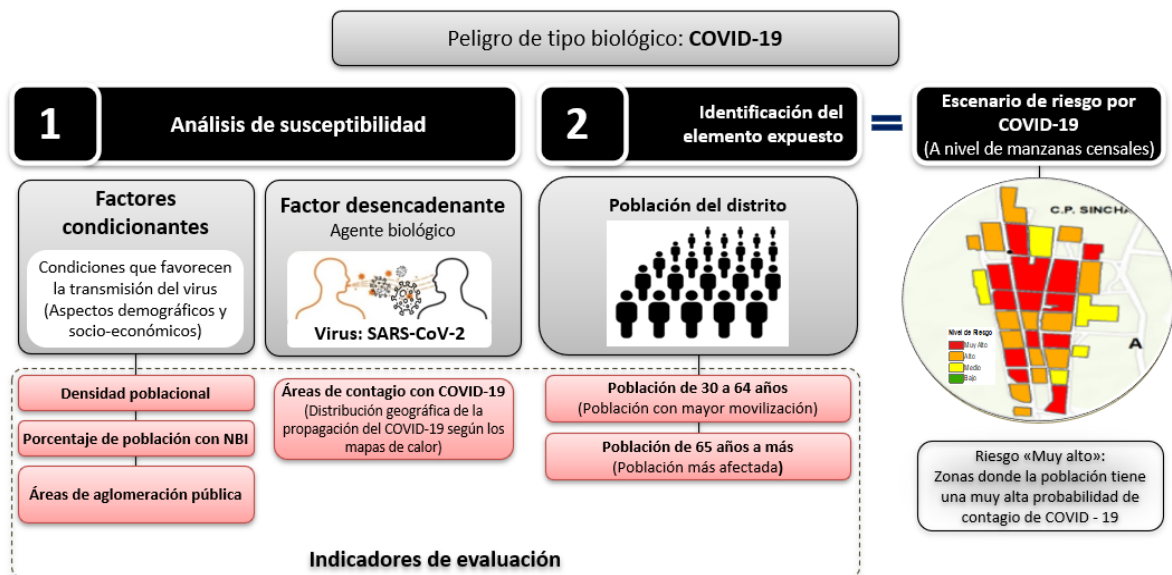 Peligro de tipo biológico: COVID-19
1
Análisis de susceptibilidad
2
Identificación del
elemento expuesto
=
Escenario de riesgo por
COVID-19
(A nivel de manzanas censales)
Factores
condicionantes
Condiciones que favorecen
la transmisión del virus
(Aspectos demográficos y
socio-económicos)
Factor desencadenante
Agente biológico
Virus: SARS-CoV-2
Población del distrito
C.P. SINCHA
A
Nivel de Riesgo
Muy Alto
Alto
Medio
Bajo
Densidad poblacional
Porcentaje de población con NBI
Áreas de aglomeración pública
Áreas de contagio con COVID-19
(Distribución geográfica de la
propagación del COVID-19 según los
mapas de calor)
Población de 30 a 64 años
(Población con mayor movilización)
Población de 65 años a más
(Población más afectada)
Riesgo «Muy alto»:
Zonas donde la población tiene
una muy alta probabilidad de
contagio de COVID - 19
Indicadores de evaluación